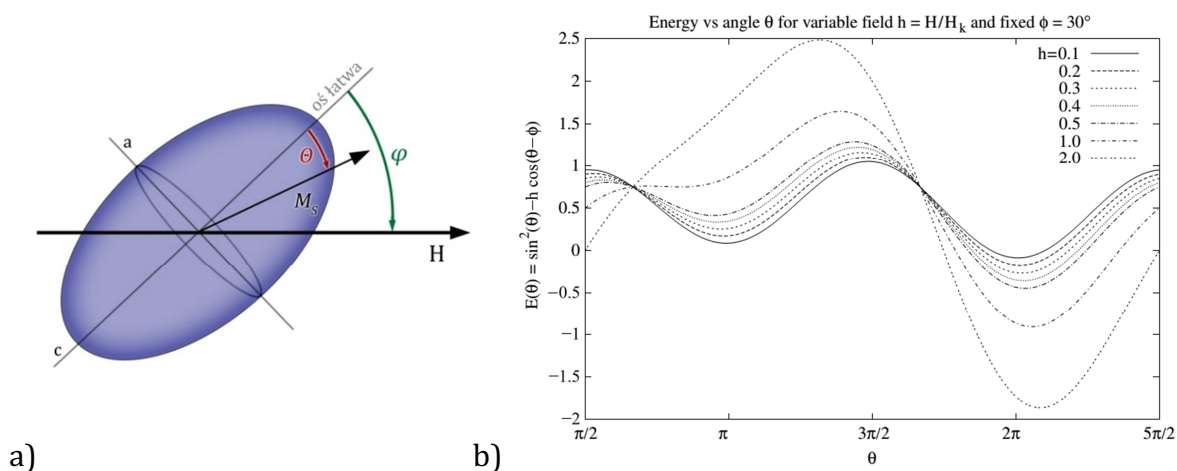 a)
a
oś łatwa
Θ
φ
M_s
H
c
b)
Energy vs angle θ for variable field h = H/H_k and fixed ϕ = 30°
E(θ) = sin²(θ)−h cos(θ−ϕ)
2.5
2
1.5
1
0.5
0
−0.5
−1
−1.5
−2
h=0.1
0.2
0.3
0.4
0.5
1.0
2.0
π/2
π
3π/2
2π
5π/2
θ